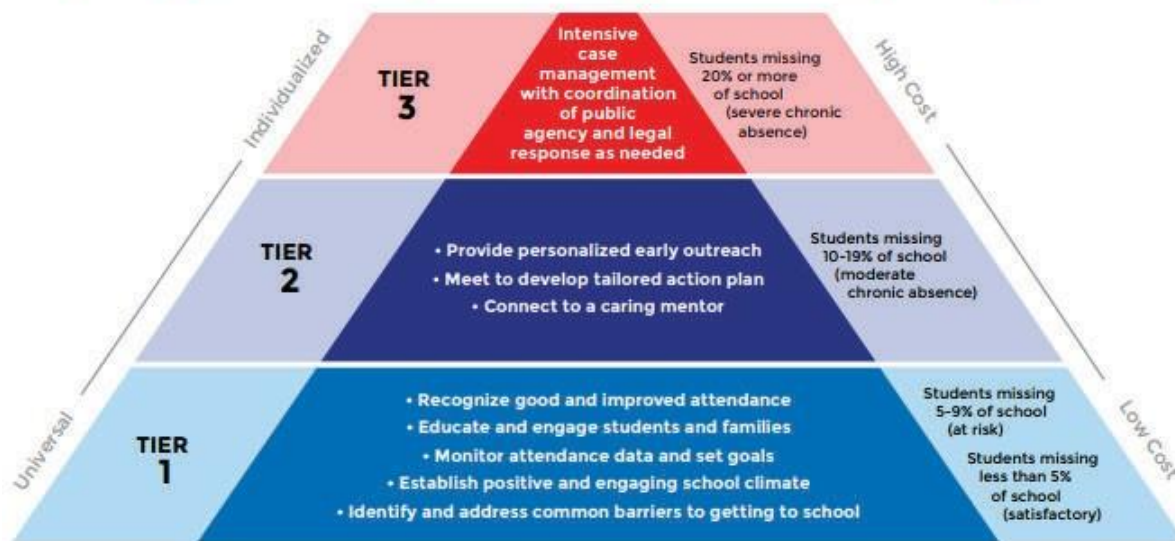 Individualized
TIER
3
Intensive
case
management
with coordination
of public
agency and legal
response as needed
Students missing
20% or more
of school
(severe chronic
absence)
High Cost
TIER
2
• Provide personalized early outreach
• Meet to develop tailored action plan
• Connect to a caring mentor
Students missing
10-19% of school
(moderate
chronic absence)
Universal
TIER
1
• Recognize good and improved attendance
• Educate and engage students and families
• Monitor attendance data and set goals
• Establish positive and engaging school climate
• Identify and address common barriers to getting to school
Students missing
5-9% of school
(at risk)
Students missing
less than 5%
of school
(satisfactory)
Low Cost